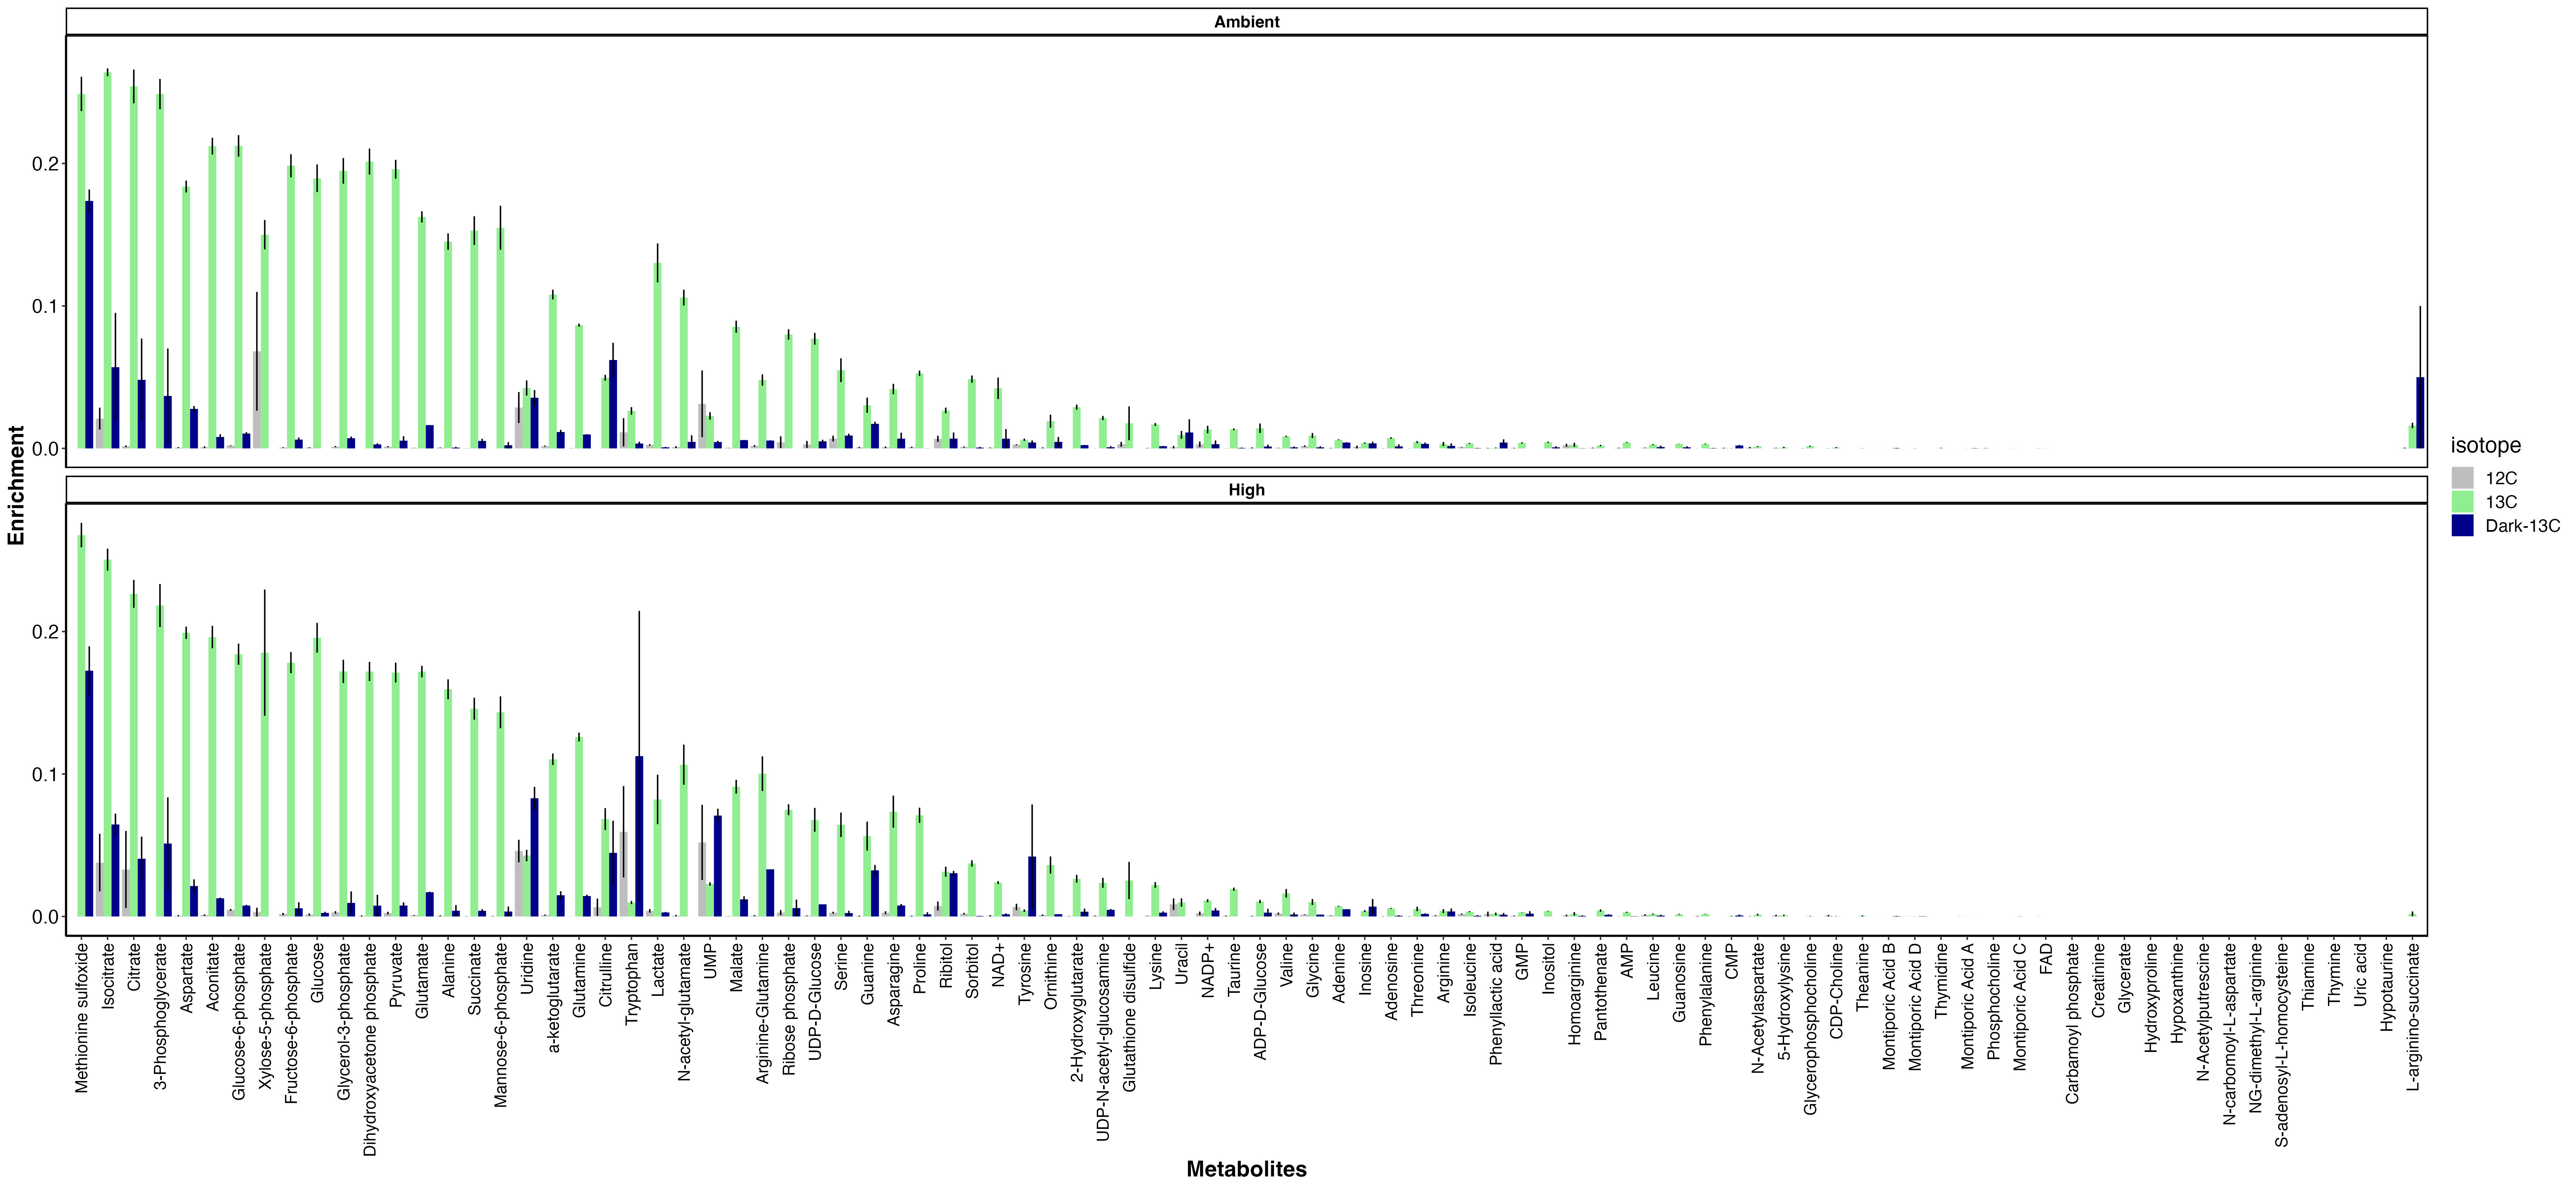 Ambient
0.2
0.1
0.0
High
0.2
0.1
0.0
Enrichment
Methionine sulfoxide
Isocitrate
Citrate
3-Phosphoglycerate
Aspartate
Aconitate
Glucose-6-phosphate
Xylose-5-phosphate
Fructose-6-phosphate
Glucose
Glycerol-3-phosphate
Dihydroxyacetone phosphate
Pyruvate
Glutamate
Alanine
Succinate
Mannose-6-phosphate
Uridine
a-ketoglutarate
Glutamine
Citrulline
Tryptophan
Lactate
N-acetyl-glutamate
UMP
Malate
Arginine-Glutamine
Ribose phosphate
UDP-D-Glucose
Serine
Guanine
Asparagine
Proline
Ribitol
Sorbitol
NAD+
Tyrosine
Ornithine
2-Hydroxyglutarate
UDP-N-acetyl-glucosamine
Glutathione disulfide
Lysine
Uracil
NADP+
Taurine
ADP-D-Glucose
Valine
Glycine
Adenine
Inosine
Adenosine
Threonine
Arginine
Isoleucine
Phenyllactic acid
GMP
Inositol
Homoarginine
Pantothenate
AMP
Leucine
Guanosine
Phenylalanine
CMP
N-Acetylaspartate
5-Hydroxylysine
Glycerophosphocholine
CDP-Choline
Theanine
Montiporic Acid B
Montiporic Acid D
Thymidine
Montiporic Acid A
Phosphocholine
Montiporic Acid C
FAD
Carbamoyl phosphate
Creatinine
Glycerate
Hydroxyproline
Hypoxanthine
N-Acetylputrescine
N-carbomoyl-L-aspartate
NG-dimethyl-L-arginine
S-adenosyl-L-homocysteine
Thiamine
Thymine
Uric acid
Hypotaurine
L-arginino-succinate
Metabolites
isotope
12C
13C
Dark-13C